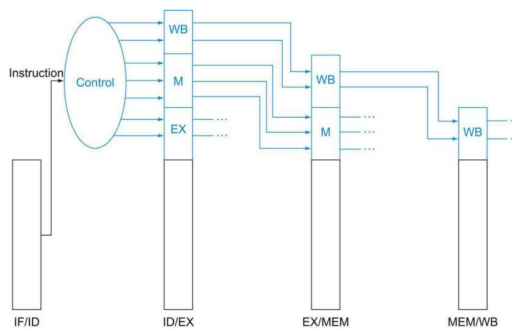 WB
Instruction
Control
M
WB
EX
M
WB
IF/ID
ID/EX
EX/MEM
MEM/WB